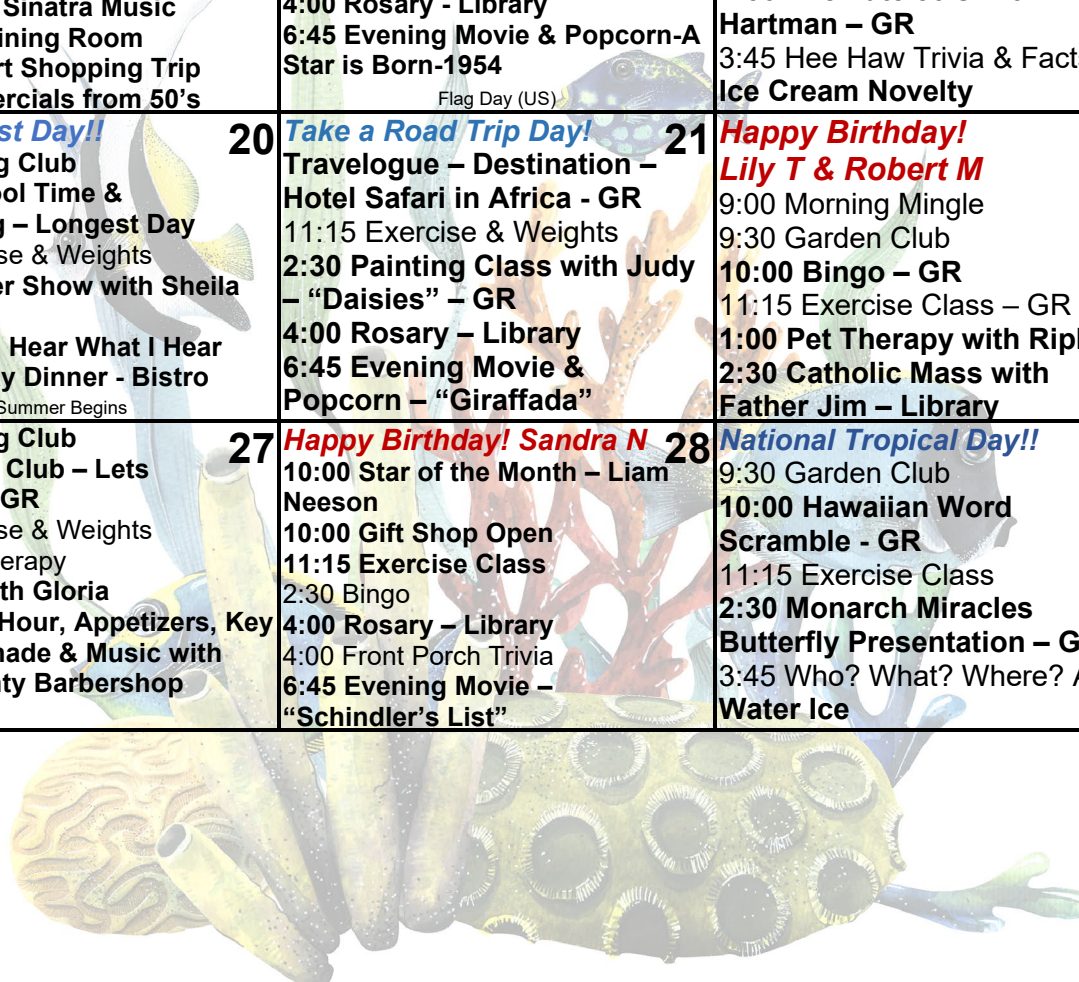 Sinatra Music
ining Room
rt Shopping Trip
ercials from 50's
4:00 Rosary - Library
6:45 Evening Movie & Popcorn-A
Star is Born-1954
Flag Day (US)
Hartman – GR
3:45 Hee Haw Trivia & Fact
Ice Cream Novelty
st Day!! 20
g Club
ol Time &
g – Longest Day
se & Weights
er Show with Sheila
Hear What I Hear
y Dinner - Bistro
Summer Begins
Take a Road Trip Day! 21
Travelogue – Destination –
Hotel Safari in Africa - GR
11:15 Exercise & Weights
2:30 Painting Class with Judy
– “Daisies” – GR
4:00 Rosary – Library
6:45 Evening Movie &
Popcorn – “Giraffada”
Happy Birthday!
Lily T & Robert M
9:00 Morning Mingle
9:30 Garden Club
10:00 Bingo – GR
11:15 Exercise Class – GR
1:00 Pet Therapy with Ripl
2:30 Catholic Mass with
Father Jim – Library
g Club 27
Club – Lets
GR
se & Weights
erapy
th Gloria
Hour, Appetizers, Key
nade & Music with
nty Barbershop
Happy Birthday! Sandra N 28
10:00 Star of the Month – Liam
Neeson
10:00 Gift Shop Open
11:15 Exercise Class
2:30 Bingo
4:00 Rosary – Library
4:00 Front Porch Trivia
6:45 Evening Movie –
“Schindler’s List”
National Tropical Day!!
9:30 Garden Club
10:00 Hawaiian Word
Scramble - GR
11:15 Exercise Class
2:30 Monarch Miracles
Butterfly Presentation – G
3:45 Who? What? Where? A
Water Ice